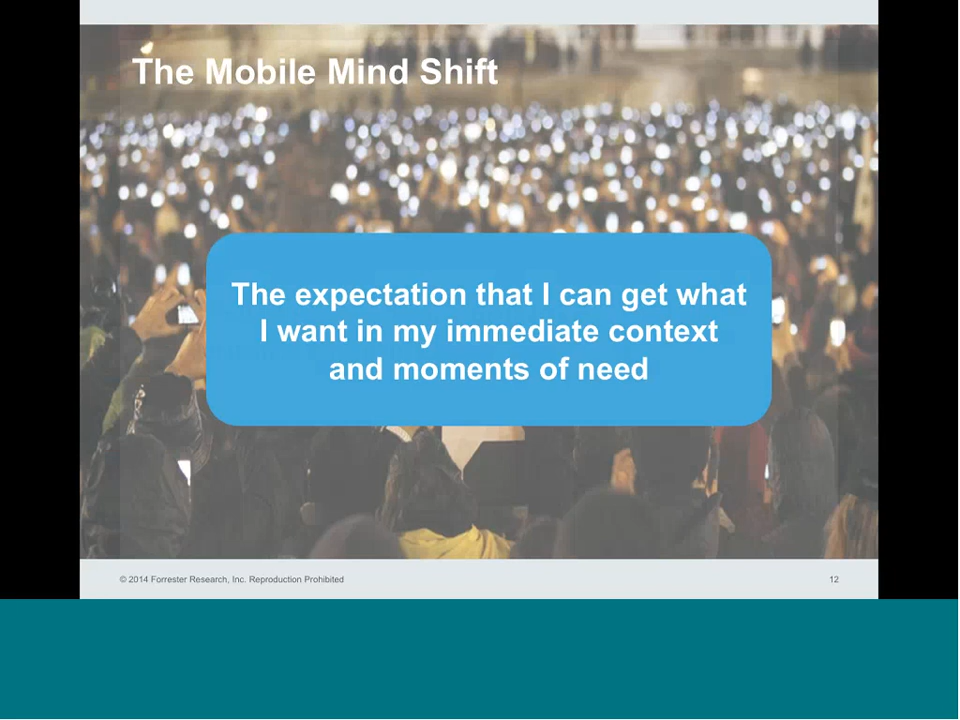 The Mobile Mind Shift
The expectation that I can get what
I want in my immediate context
and moments of need
© 2014 Forrester Research, Inc. Reproduction Prohibited
12